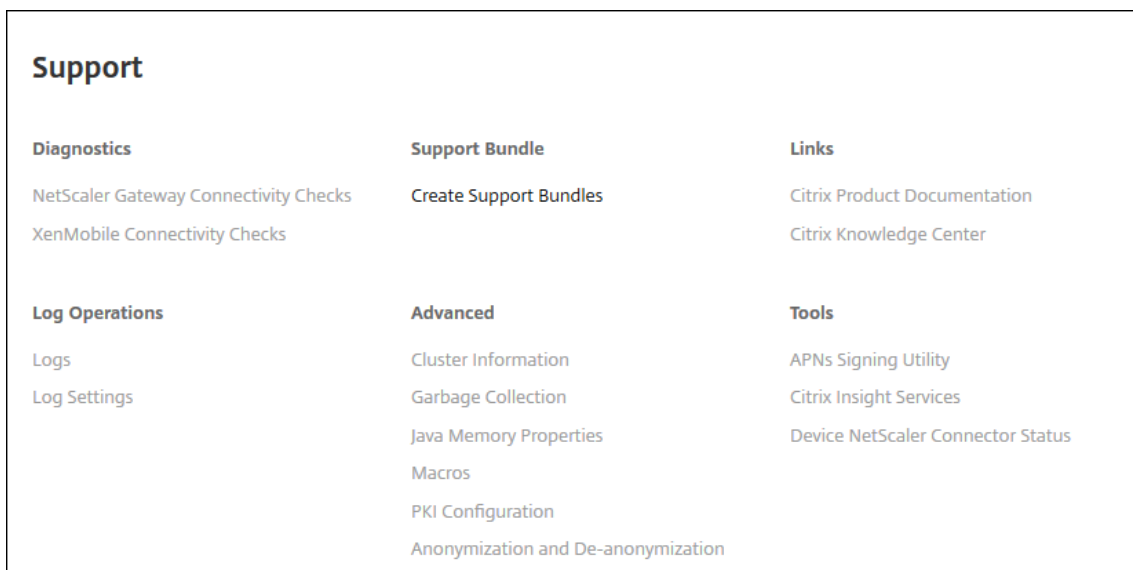 Support
Diagnostics
NetScaler Gateway Connectivity Checks
XenMobile Connectivity Checks
Support Bundle
Create Support Bundles
Links
Citrix Product Documentation
Citrix Knowledge Center
Log Operations
Logs
Log Settings
Advanced
Cluster Information
Garbage Collection
Java Memory Properties
Macros
PKI Configuration
Anonymization and De-anonymization
Tools
APNs Signing Utility
Citrix Insight Services
Device NetScaler Connector Status